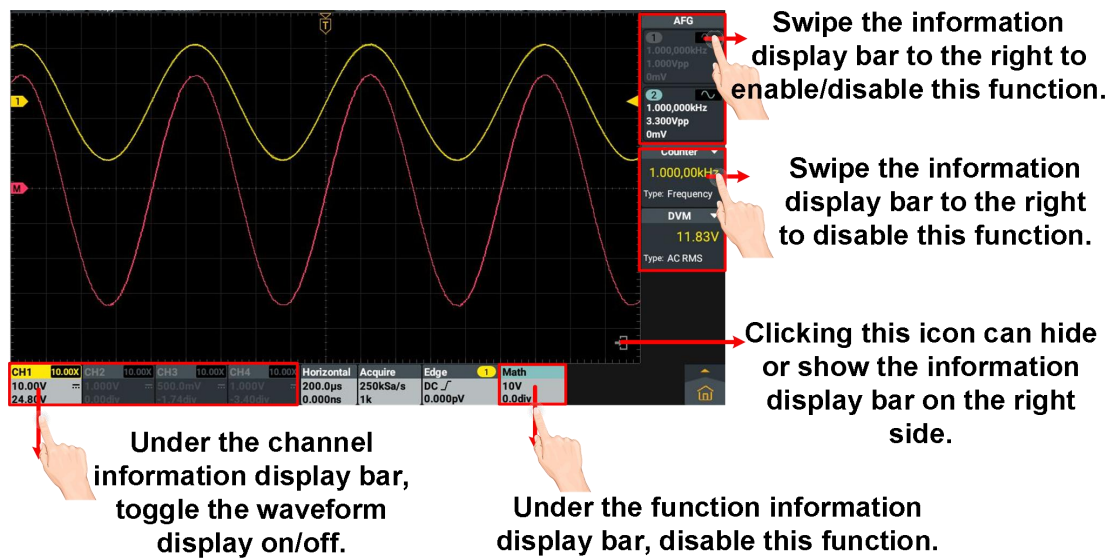 T
AFG
1
1.000,000kHz
1.000Vpp
0mV
2
1.000,000kHz
3.300Vpp
0mV
Swipe the information
display bar to the right to
enable/disable this function.
1
M
Counter
1.000,00kHz
Type: Frequency
DVM
11.83V
Type: AC RMS
Swipe the information
display bar to the right
to disable this function.
Clicking this icon can hide
or show the information
display bar on the right
side.
CH1 10.00X CH2 10.00X CH3 10.00X CH4 10.00X Horizontal Acquire Edge 1 Math
10.00V 1.000V 500.0mV 1.000V 200.0μs 250kSa/s DC 10V
24.80V 0.00div -1.74div -3.40div 0.000ns 1k 0.000pV 0.0div
Under the channel
information display bar,
toggle the waveform
display on/off.
Under the function information
display bar, disable this function.